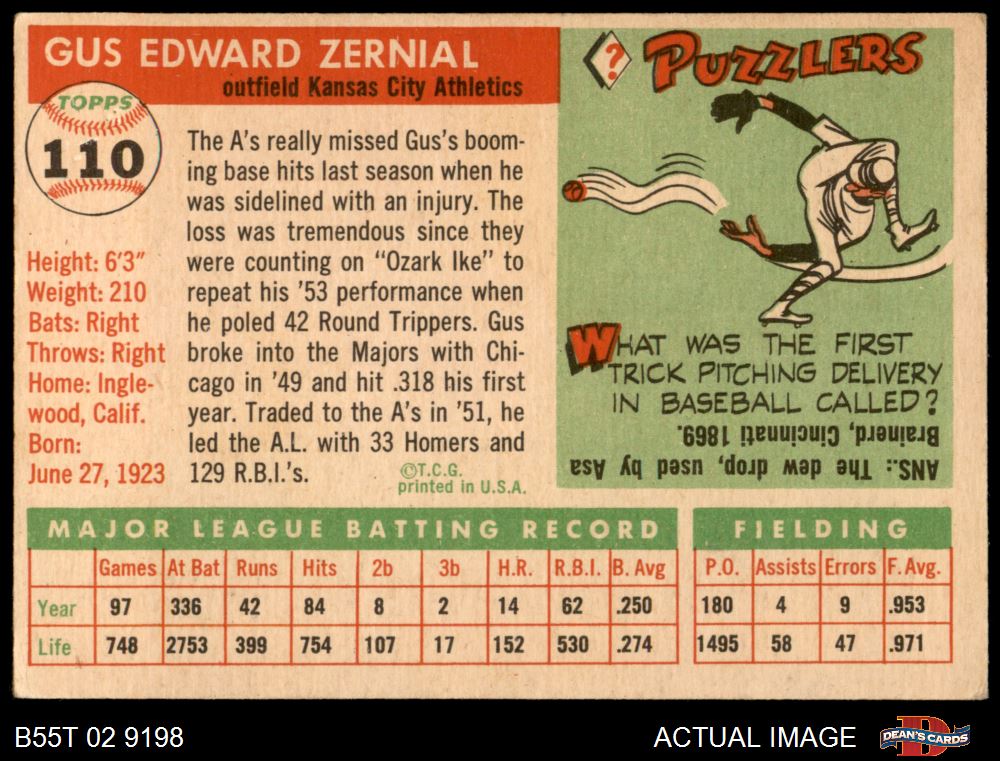 GUS EDWARD ZERNIAL
outfield Kansas City Athletics
TOPPS
110
Height: 6'3"
Weight: 210
Bats: Right
Throws: Right
Home: Ingle-
wood, Calif.
Born:
June 27, 1923
The A's really missed Gus's boom-
ing base hits last season when he
was sidelined with an injury. The
loss was tremendous since they
were counting on "Ozark Ike" to
repeat his '53 performance when
he poled 42 Round Trippers. Gus
broke into the Majors with Chi-
cago in '49 and hit .318 his first
year. Traded to the A's in '51, he
led the A.L. with 33 Homers and
129 R.B.I.'s.
©T.C.G.
printed in U.S.A.
? PUZZLERS
WHAT WAS THE FIRST
TRICK PITCHING DELIVERY
IN BASEBALL CALLED?
ANS.: The dew drop, used by Asa
Brainerd, Cincinnati 1869.
MAJOR LEAGUE BATTING RECORD
Games At Bat Runs Hits 2b 3b H.R. R.B.I. B. Avg
Year 97 336 42 84 8 2 14 62 .250
Life 748 2753 399 754 107 17 152 530 .274
FIELDING
P.O. Assists Errors F. Avg.
180 4 9 .953
1495 58 47 .971
B55T 02 9198
ACTUAL IMAGE
DEAN'S CARDS